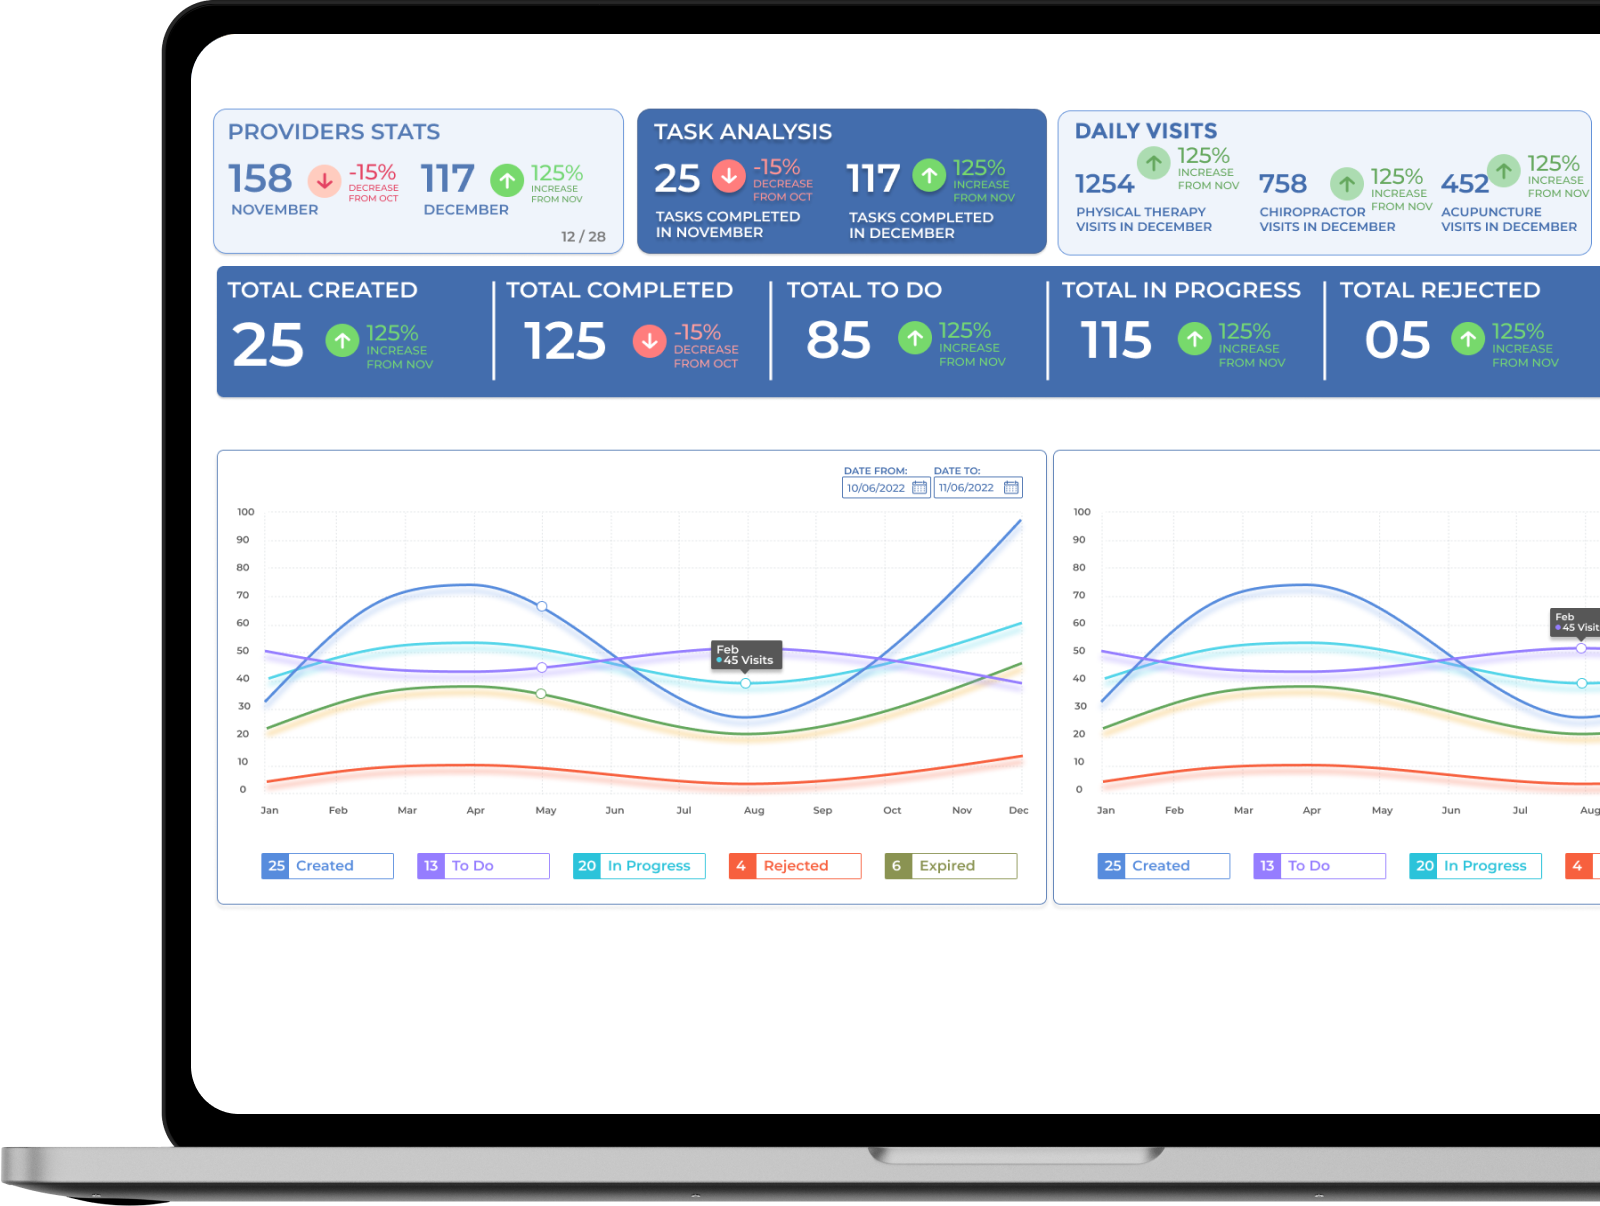 PROVIDERS STATS
158
-15%
DECREASE
FROM OCT
NOVEMBER
117
125%
INCREASE
FROM NOV
DECEMBER
12 / 28
TASK ANALYSIS
25
-15%
DECREASE
FROM OCT
TASKS COMPLETED
IN NOVEMBER
117
125%
INCREASE
FROM NOV
TASKS COMPLETED
IN DECEMBER
DAILY VISITS
1254
125%
INCREASE
FROM NOV
PHYSICAL THERAPY
VISITS IN DECEMBER
758
125%
INCREASE
FROM NOV
CHIROPRACTOR
VISITS IN DECEMBER
452
125%
INCREASE
FROM NOV
ACUPUNCTURE
VISITS IN DECEMBER
TOTAL CREATED
25
125%
INCREASE
FROM NOV
TOTAL COMPLETED
125
-15%
DECREASE
FROM OCT
TOTAL TO DO
85
125%
INCREASE
FROM NOV
TOTAL IN PROGRESS
115
125%
INCREASE
FROM NOV
TOTAL REJECTED
05
125%
INCREASE
FROM NOV
DATE FROM: DATE TO:
10/06/2022 11/06/2022
100
90
80
70
60
50
40
30
20
10
0
Feb
45 Visits
Jan Feb Mar Apr May Jun Jul Aug Sep Oct Nov Dec
25 Created 13 To Do 20 In Progress 4 Rejected 6 Expired
100
90
80
70
60
50
40
30
20
10
0
Feb
45 Visit
Jan Feb Mar Apr May Jun Jul Aug
25 Created 13 To Do 20 In Progress 4